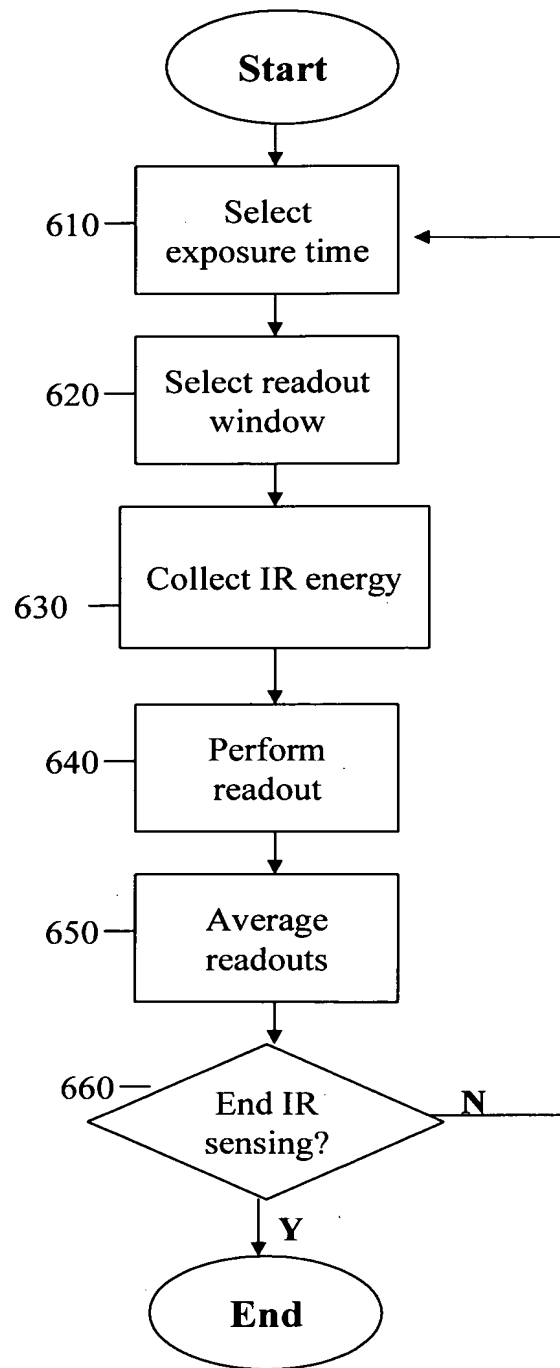 Start
610
Select
exposure time
620
Select readout
window
630
Collect IR energy
640
Perform
readout
650
Average
readouts
660
End IR
sensing?
N
Y
End